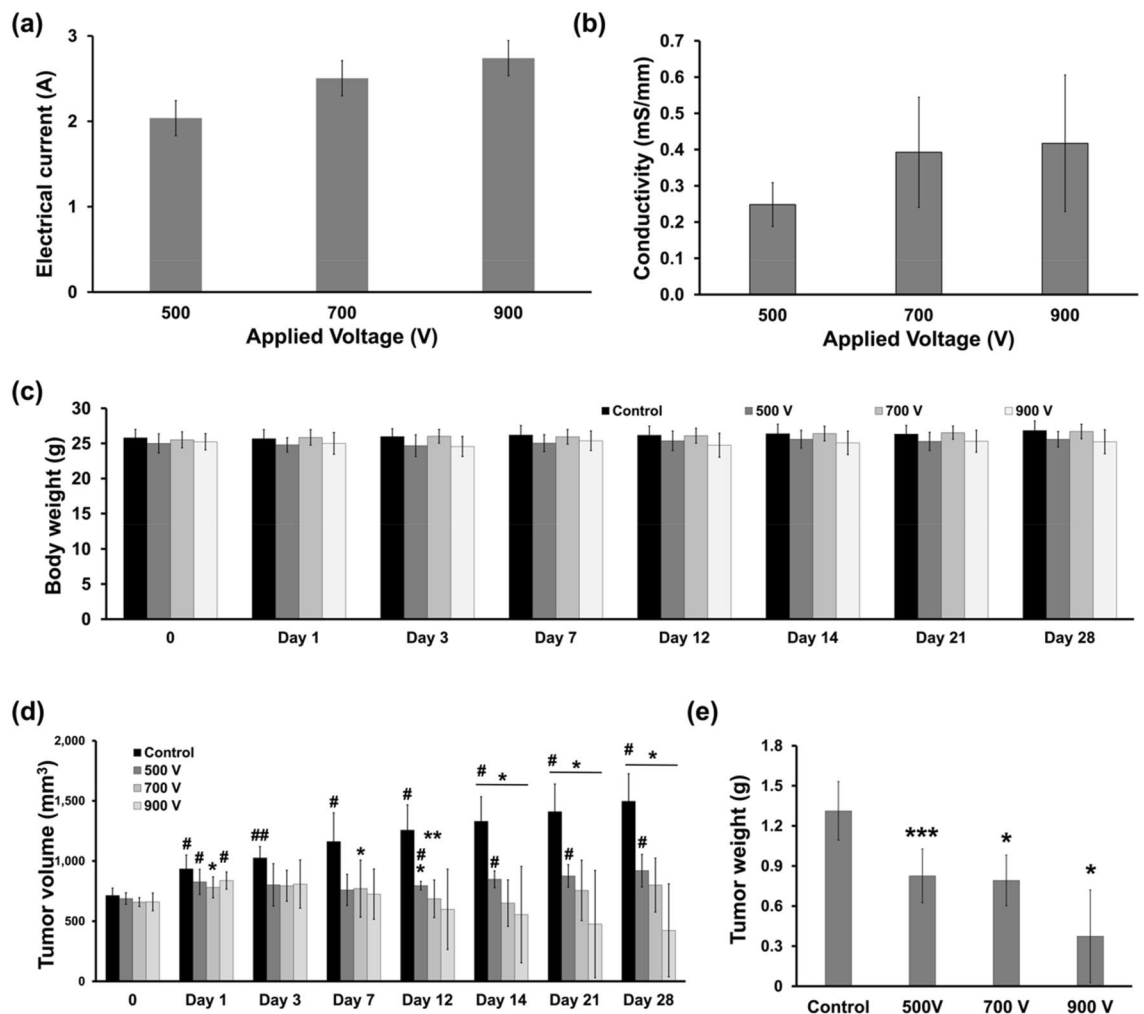 (a)
Electrical current (A)
3
2
1
0
500 700 900
Applied Voltage (V)
(b)
Conductivity (mS/mm)
0.7
0.6
0.5
0.4
0.3
0.2
0.1
0.0
500 700 900
Applied Voltage (V)
(c)
Body weight (g)
30
25
20
15
10
5
0
Control 500 V 700 V 900 V
0 Day 1 Day 3 Day 7 Day 12 Day 14 Day 21 Day 28
(d)
Tumor volume (mm³)
2,000
1,500
1,000
500
0
Control
500 V
700 V
900 V
# # * #
##
# *
# # * **
# * #
# * #
# * #
0 Day 1 Day 3 Day 7 Day 12 Day 14 Day 21 Day 28
(e)
Tumor weight (g)
1.8
1.5
1.2
0.9
0.6
0.3
0
*** * *
Control 500V 700 V 900 V